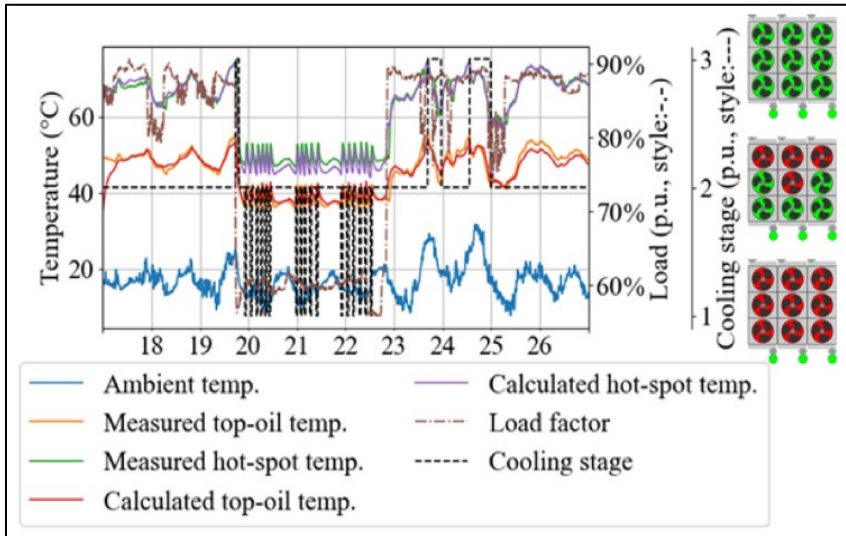 Temperature (°C)
60
40
20
18 19 20 21 22 23 24 25 26
90%
80%
70%
60%
Load (p.u., style:-.-)
3
2
1
Cooling stage (p.u., style:---)
Ambient temp.
Measured top-oil temp.
Measured hot-spot temp.
Calculated top-oil temp.
Calculated hot-spot temp.
Load factor
Cooling stage